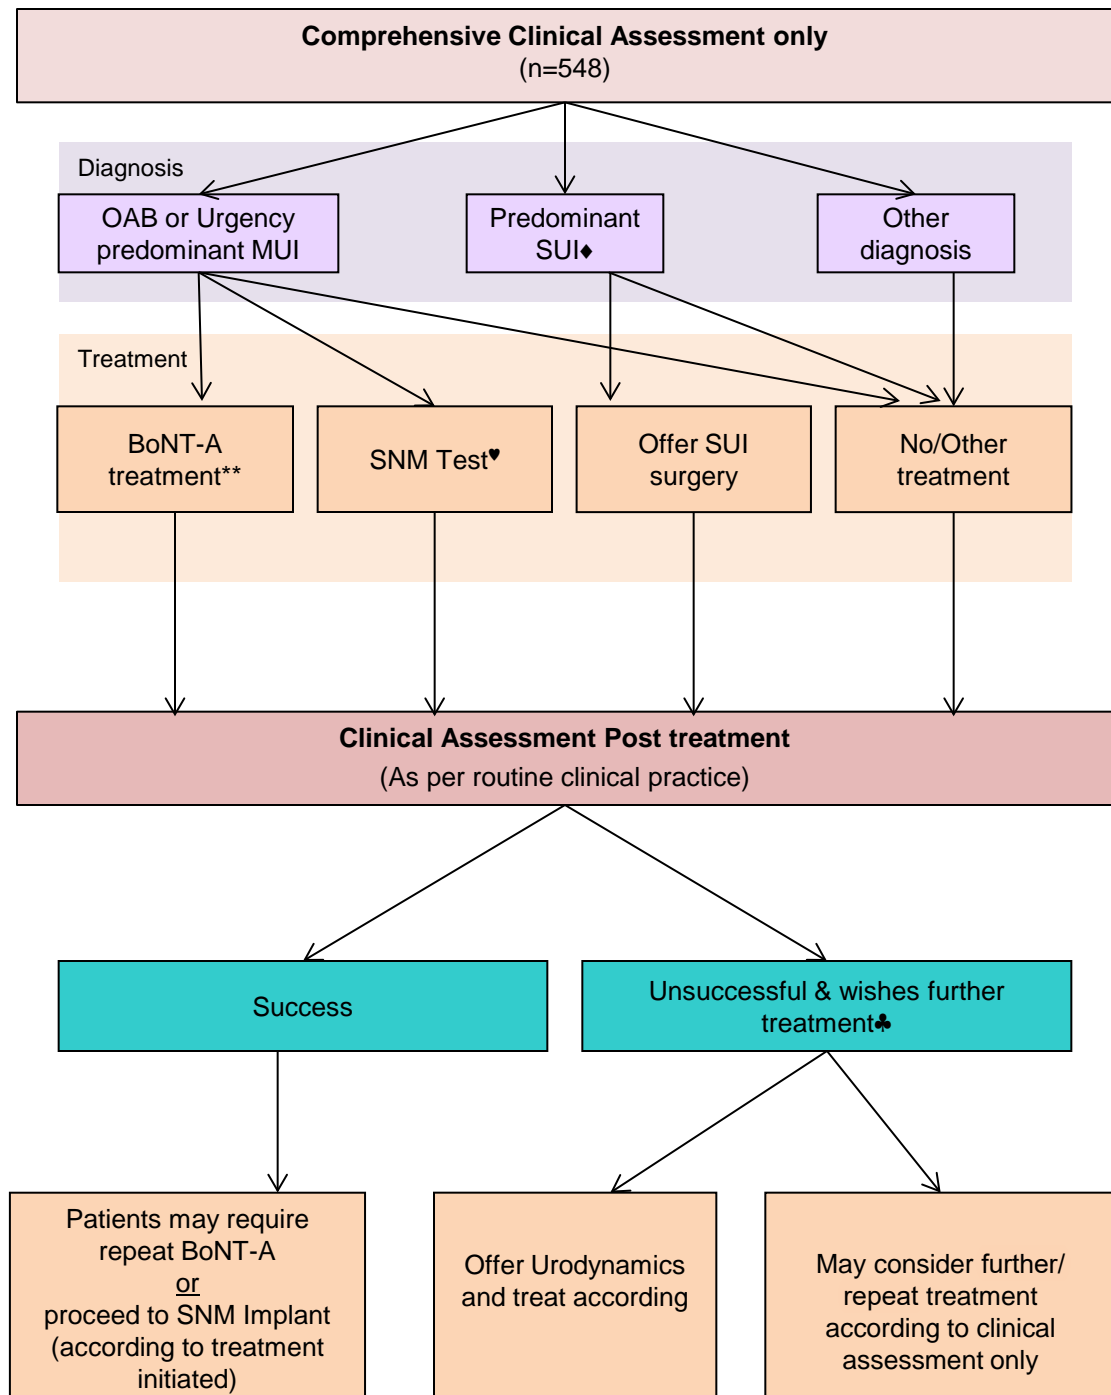 Comprehensive Clinical Assessment only
(n=548)
Diagnosis
OAB or Urgency
predominant MUI
Predominant
SUI♦
Other
diagnosis
Treatment
BoNT-A
treatment**
SNM Test♥
Offer SUI
surgery
No/Other
treatment
Clinical Assessment Post treatment
(As per routine clinical practice)
Success
Unsuccessful & wishes further
treatment♣
Patients may require
repeat BoNT-A
or
proceed to SNM Implant
(according to treatment
initiated)
Offer Urodynamics
and treat according
May consider further/
repeat treatment
according to clinical
assessment only